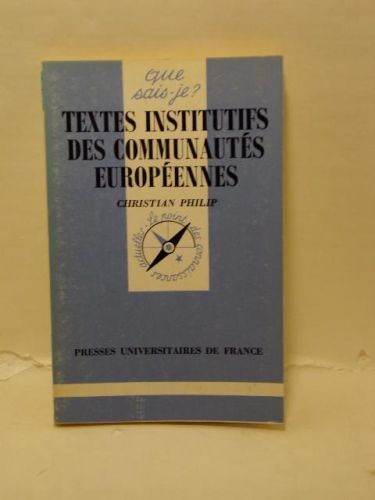 que
sais-je?
TEXTES INSTITUTIFS
DES COMMUNAUTÉS
EUROPÉENNES
CHRISTIAN PHILIP
Le point des connaissances actuelles
PRESSES UNIVERSITAIRES DE FRANCE